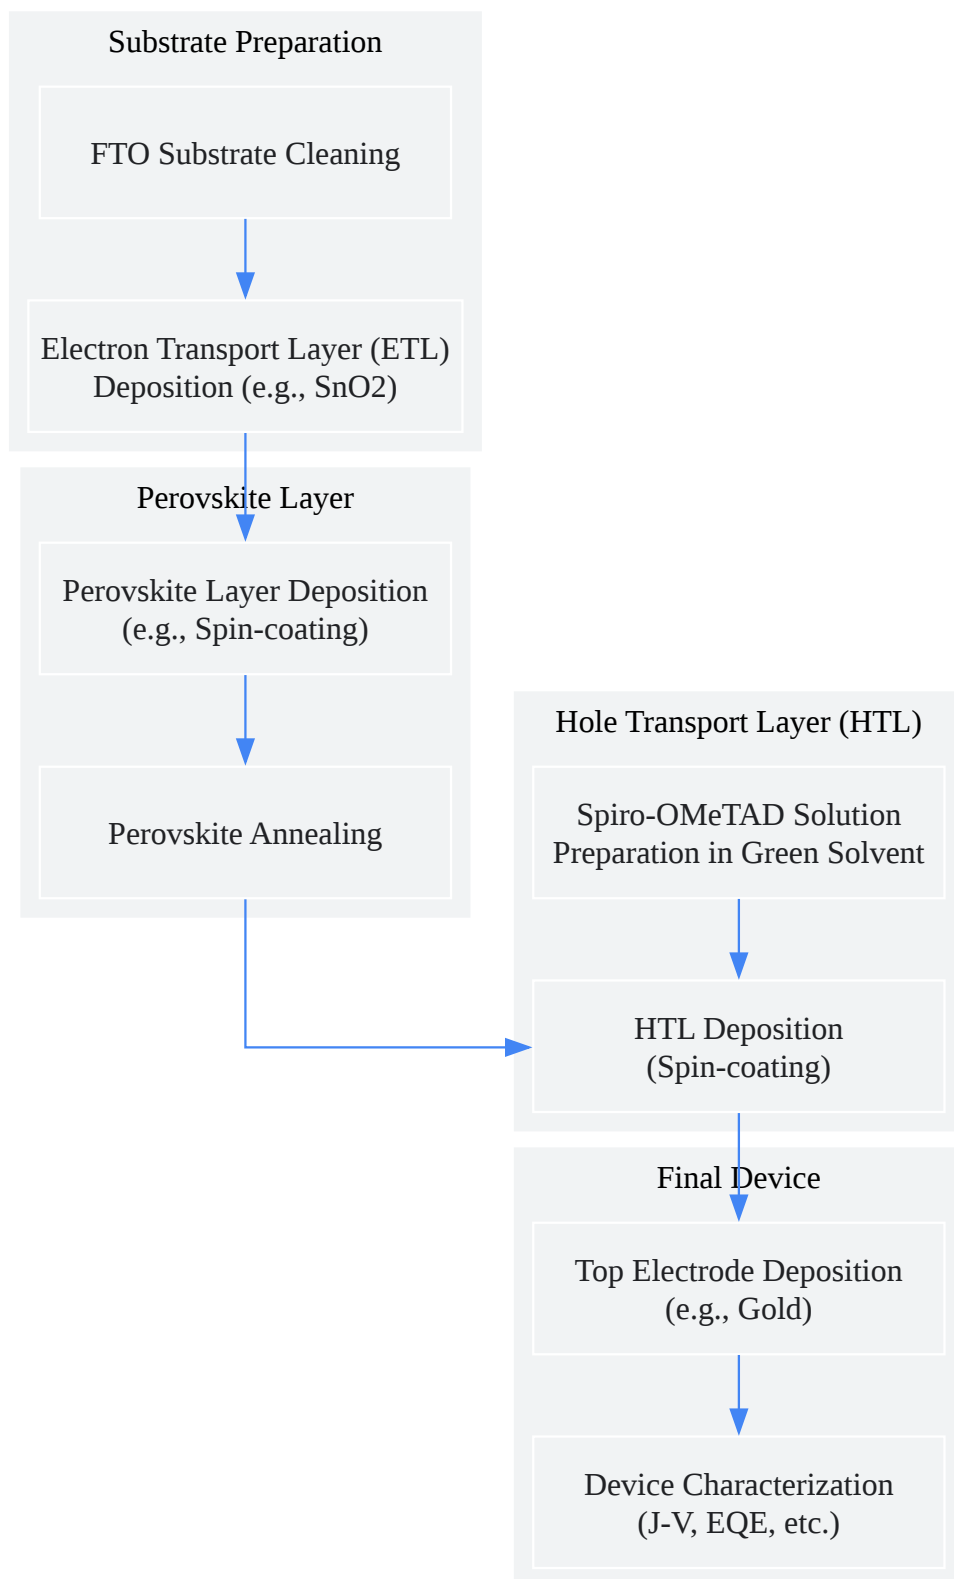 Substrate Preparation
FTO Substrate Cleaning
Electron Transport Layer (ETL)
Deposition (e.g., SnO2)
Perovskite Layer
Perovskite Layer Deposition
(e.g., Spin-coating)
Perovskite Annealing
Hole Transport Layer (HTL)
Spiro-OMeTAD Solution
Preparation in Green Solvent
HTL Deposition
(Spin-coating)
Final Device
Top Electrode Deposition
(e.g., Gold)
Device Characterization
(J-V, EQE, etc.)